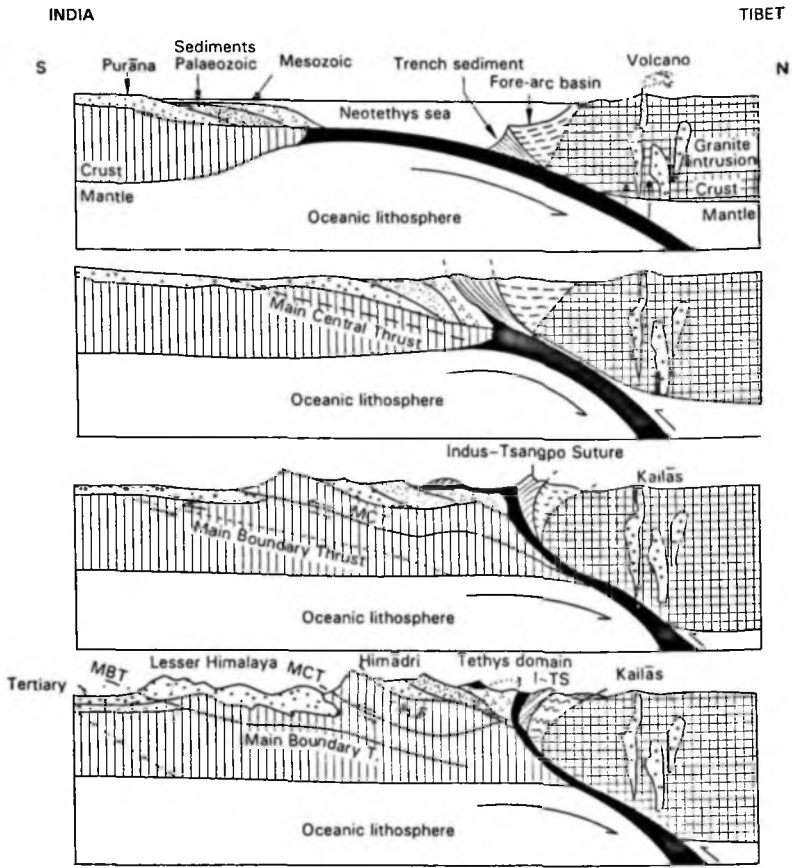 INDIA
TIBET
Sediments
S
Purāna
Palaeozoic
Mesozoic
Trench sediment
Fore-arc basin
Volcano
N
Neotethys sea
Granite
intrusion
Crust
Mantle
Crust
Mantle
Oceanic lithosphere
Main Central Thrust
Oceanic lithosphere
Indus-Tsangpo Suture
Kailās
MC
Main Boundary Thrust
Oceanic lithosphere
Tertiary
MBT
Lesser Himalaya
MCT
Himādri
Tethys domain
I-TS
Kailās
Main Boundary T.
Oceanic lithosphere